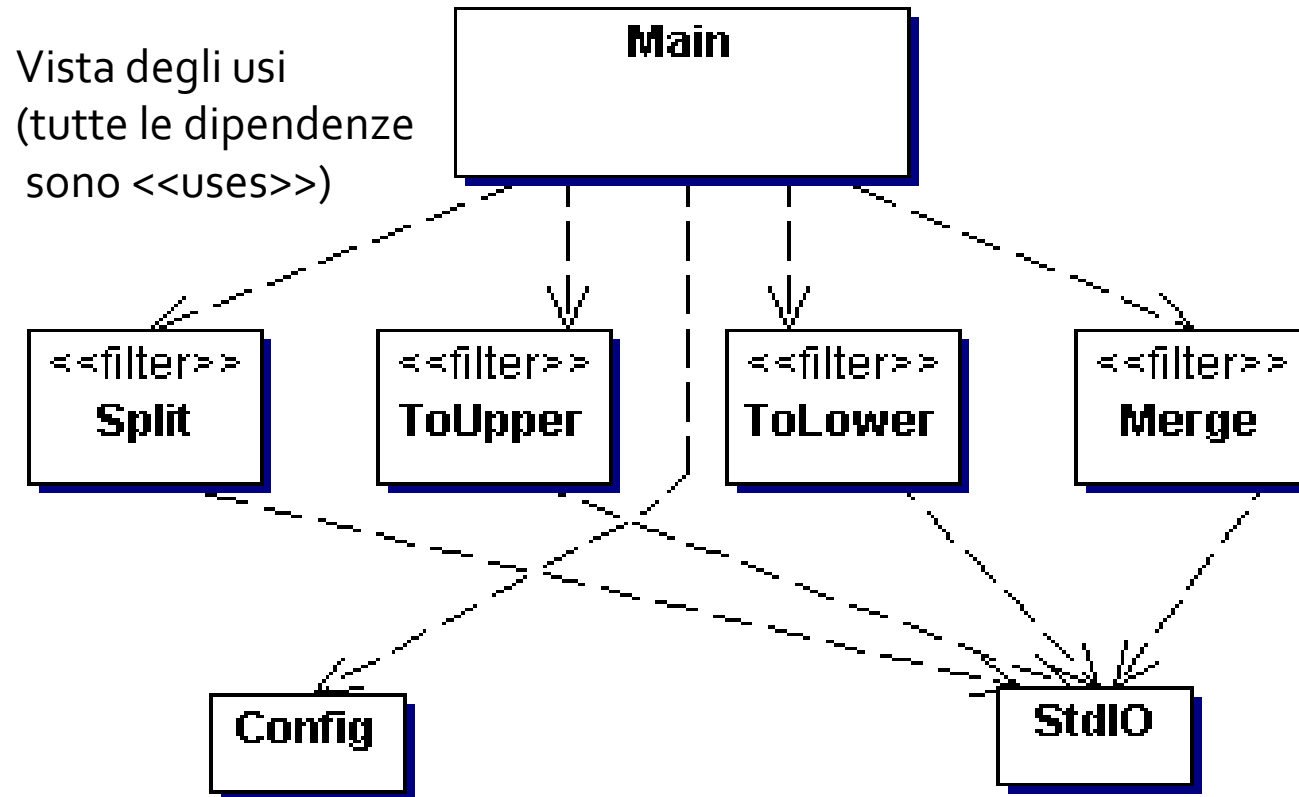 Vista degli usi
(tutte le dipendenze
sono <<uses>>)
Main
<<filter>>
Split
<<filter>>
ToUpper
<<filter>>
ToLower
<<filter>>
Merge
Config
StdIO